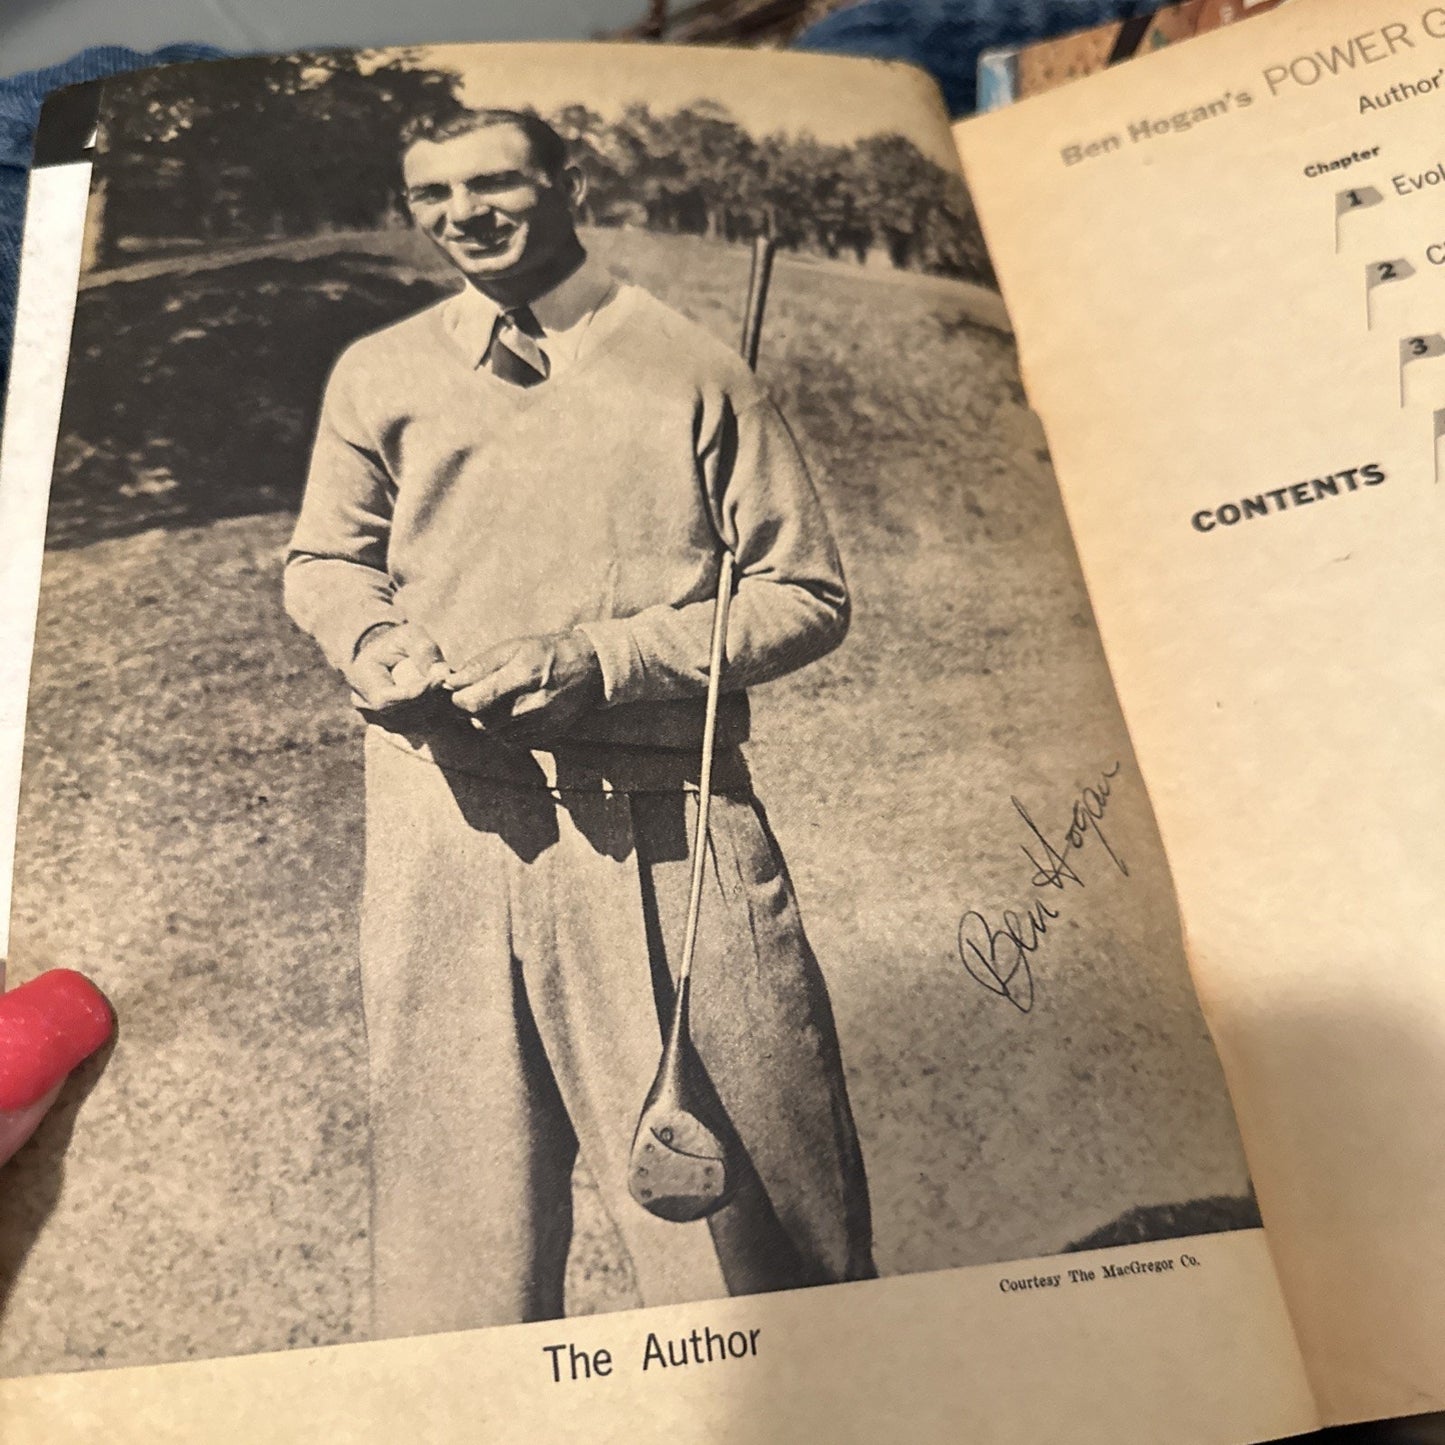 Ben Hogan
Courtesy The MacGregor Co.
The Author
Ben Hogan's POWER G
Author'
Chapter
1 Evol
2 C
3
CONTENTS